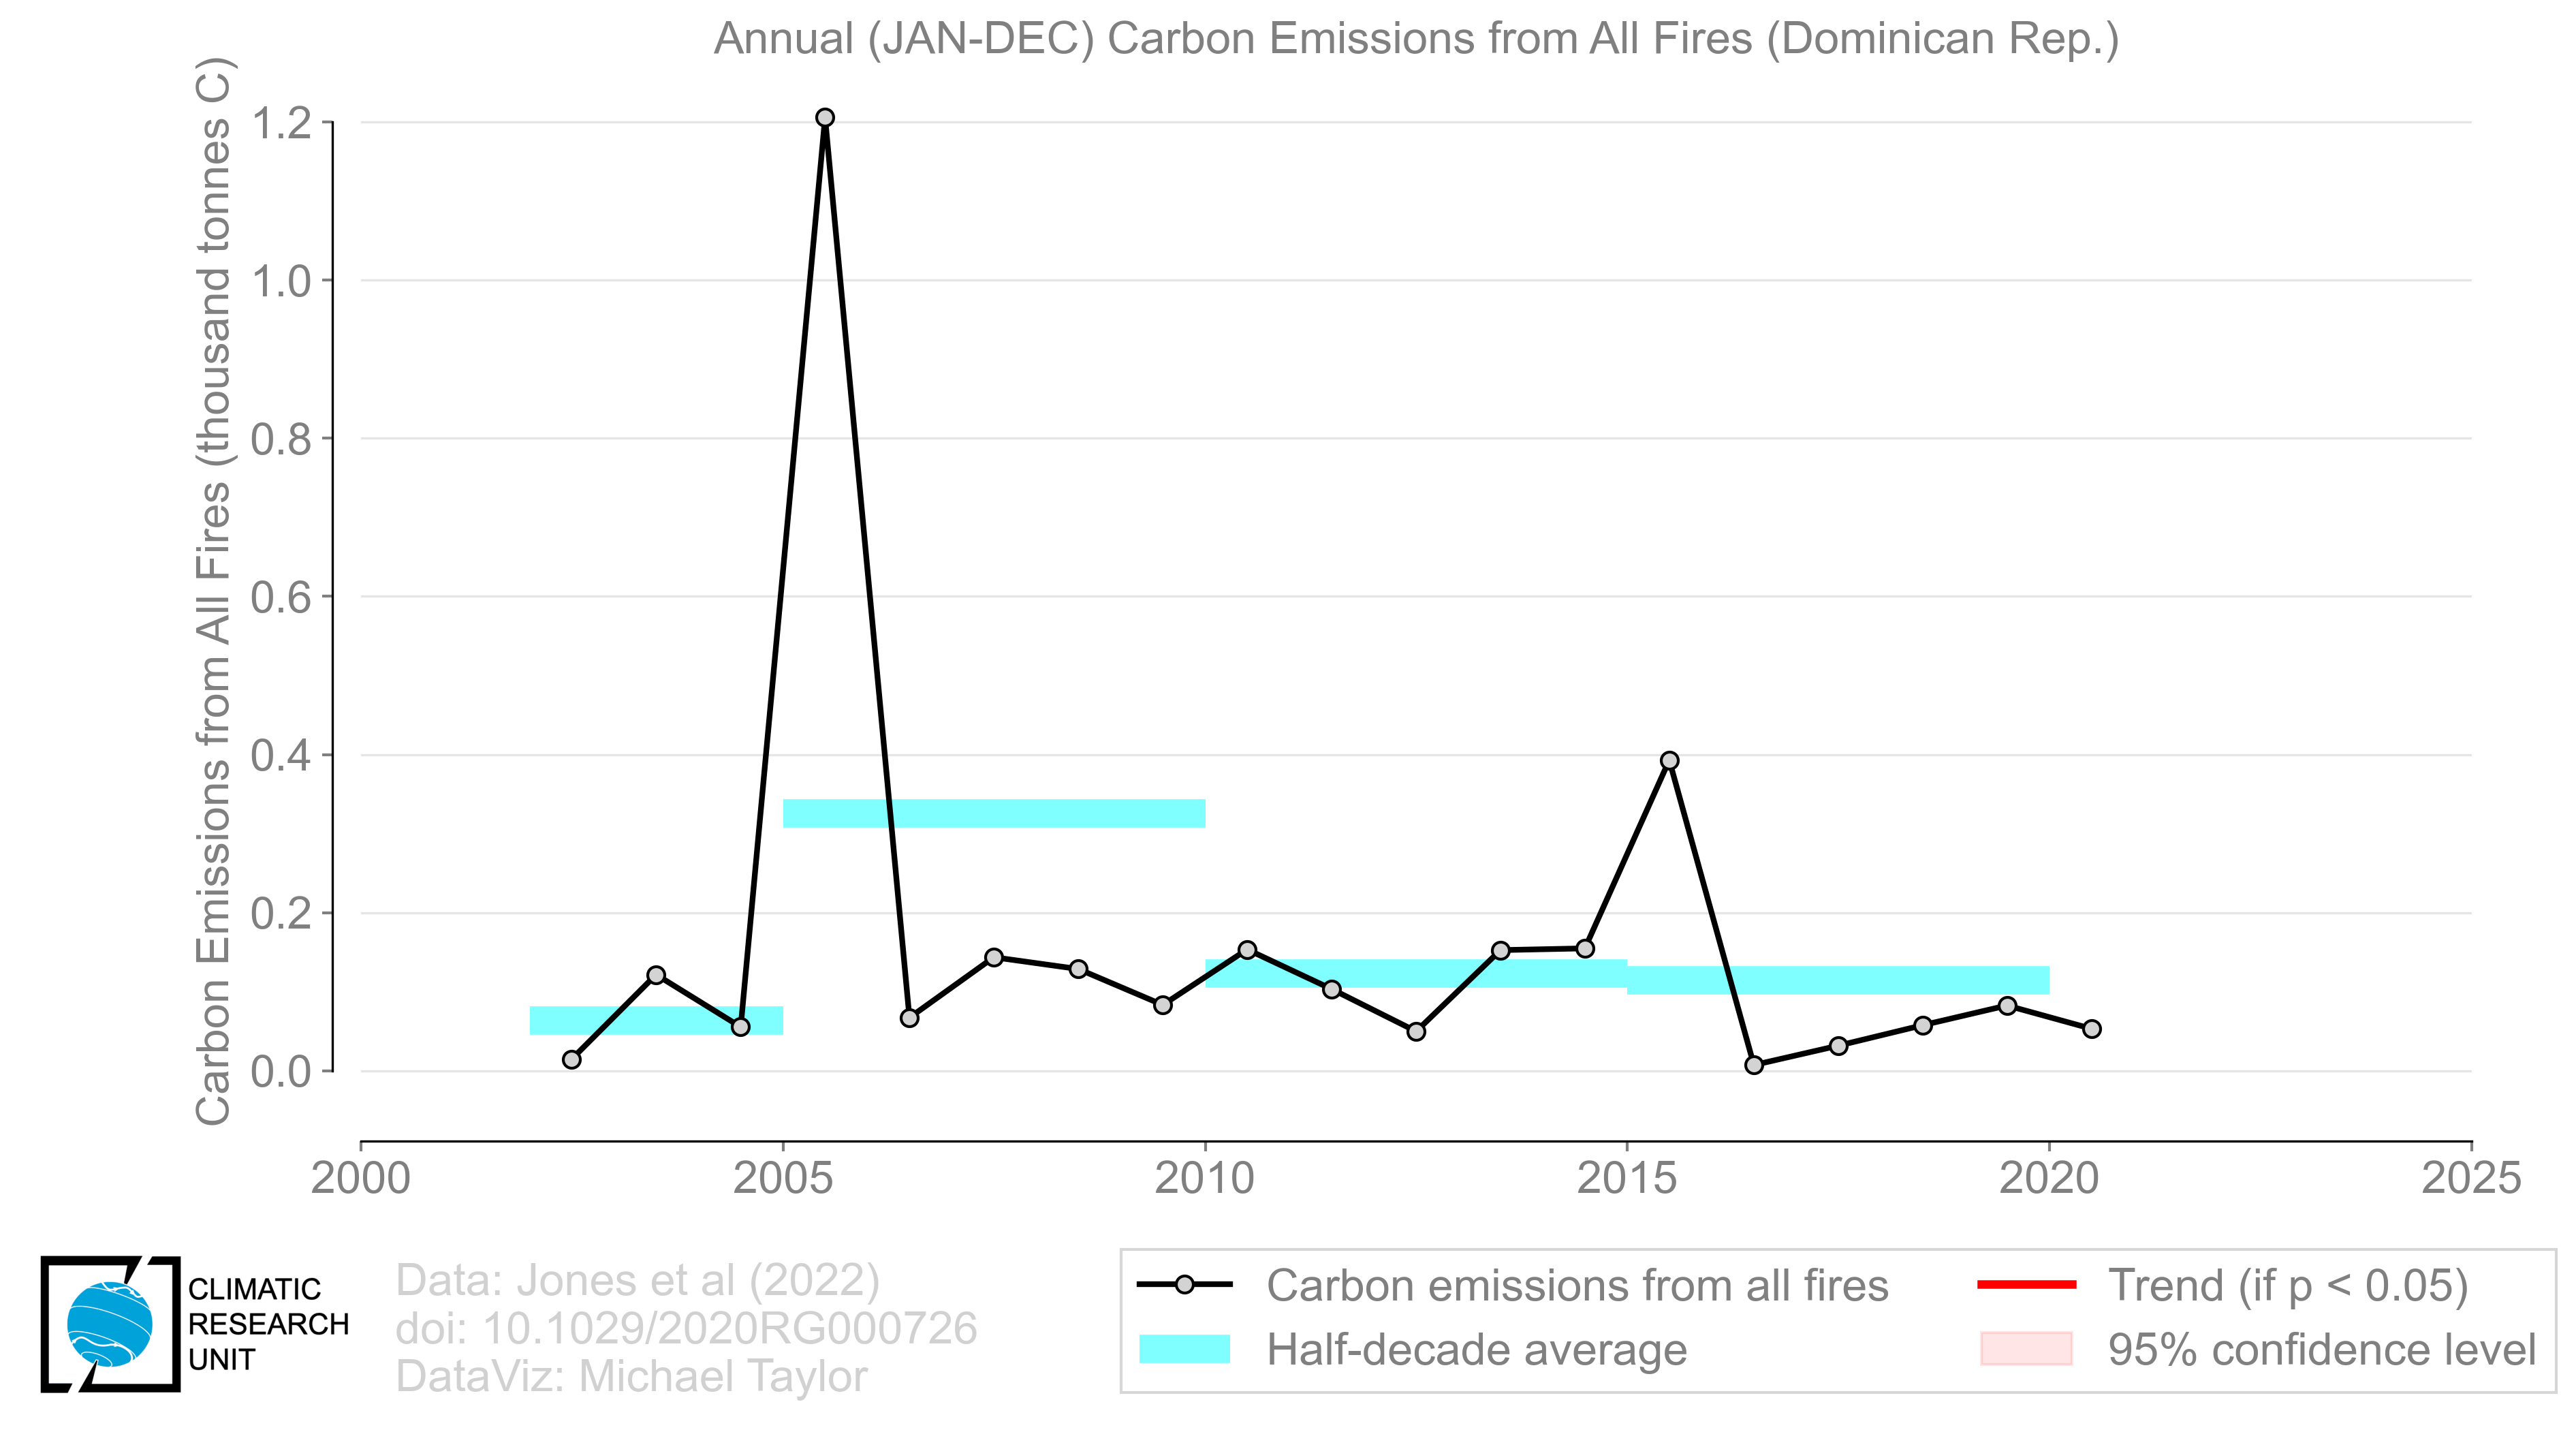 Annual (JAN-DEC) Carbon Emissions from All Fires (Dominican Rep.)
Carbon Emissions from All Fires (thousand tonnes C)
1.2
1.0
0.8
0.6
0.4
0.2
0.0
2000 2005 2010 2015 2020 2025
CLIMATIC
RESEARCH
UNIT
Data: Jones et al (2022)
doi: 10.1029/2020RG000726
DataViz: Michael Taylor
Carbon emissions from all fires
Half-decade average
Trend (if p < 0.05)
95% confidence level